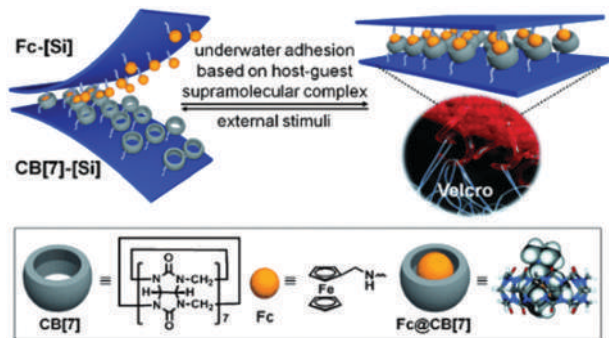 Fc-[Si]
CB[7]-[Si]
underwater adhesion
based on host-guest
supramolecular complex
external stimuli
Velcro
CB[7]
≡
O
N N-CH₂
H H
N N-CH₂
O
7
Fc
≡
Fe
N
H
Fc@CB[7]
≡